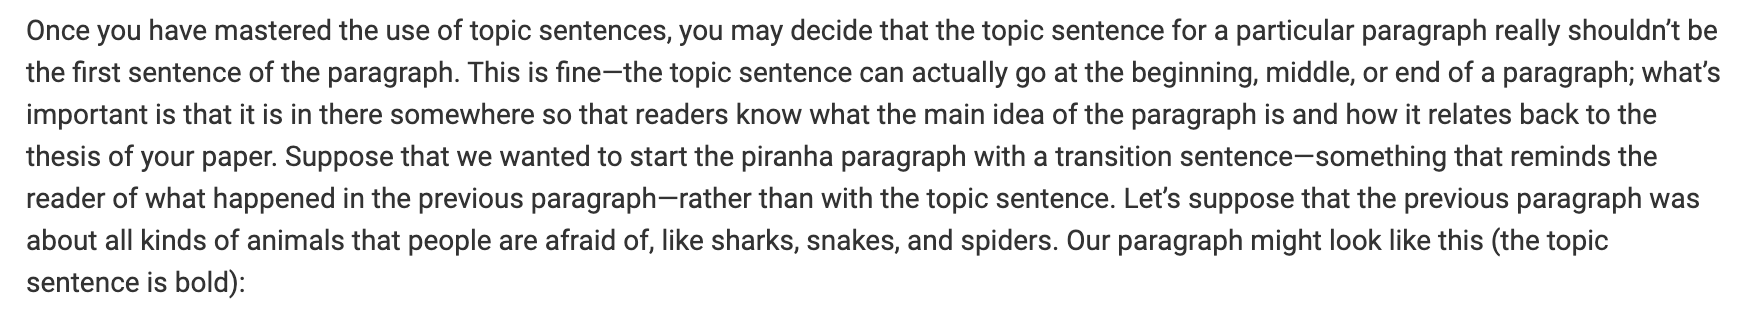 Once you have mastered the use of topic sentences, you may decide that the topic sentence for a particular paragraph really shouldn’t be
the first sentence of the paragraph. This is fine—the topic sentence can actually go at the beginning, middle, or end of a paragraph; what’s
important is that it is in there somewhere so that readers know what the main idea of the paragraph is and how it relates back to the
thesis of your paper. Suppose that we wanted to start the piranha paragraph with a transition sentence—something that reminds the
reader of what happened in the previous paragraph—rather than with the topic sentence. Let’s suppose that the previous paragraph was
about all kinds of animals that people are afraid of, like sharks, snakes, and spiders. Our paragraph might look like this (the topic
sentence is bold):